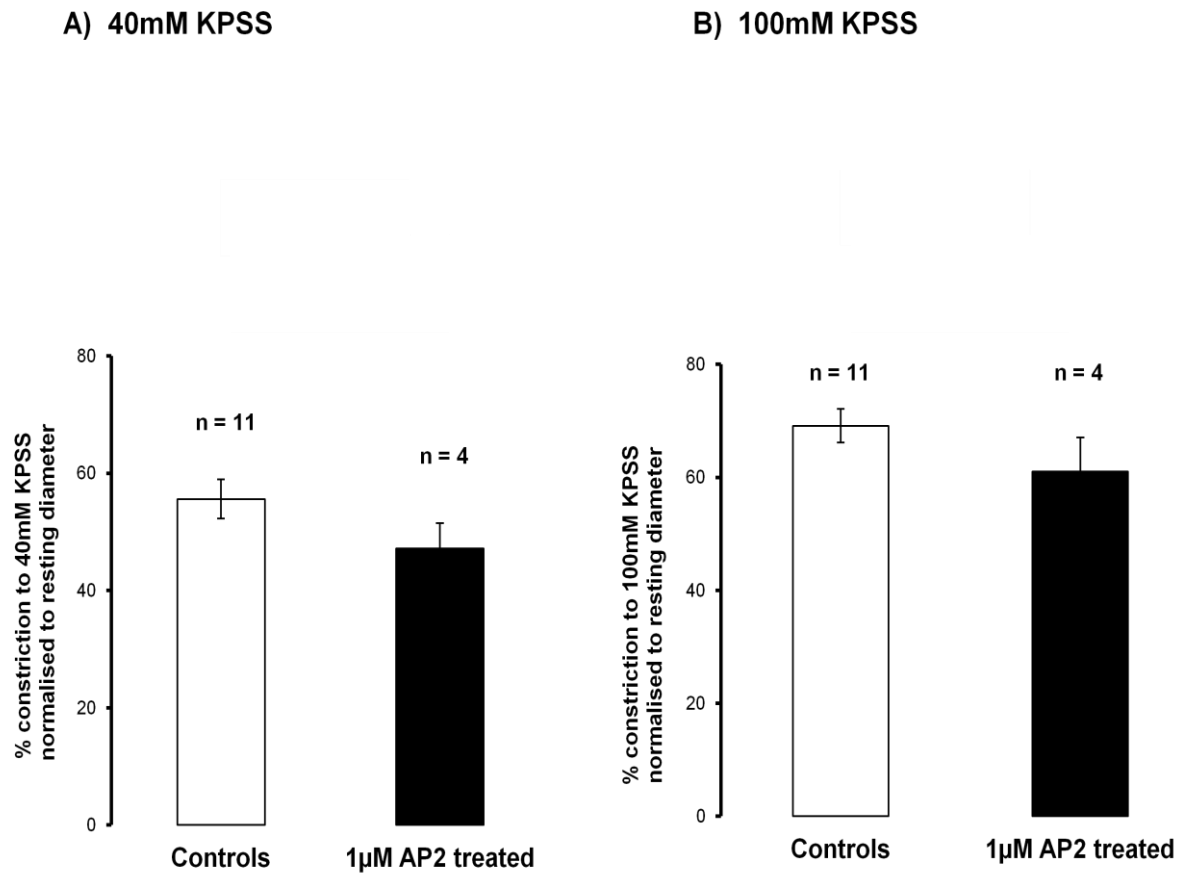 A) 40mM KPSS
80
60
40
20
0
% constriction to 40mM KPSS
normalised to resting diameter
n = 11
n = 4
Controls
1µM AP2 treated
B) 100mM KPSS
80
60
40
20
0
% constriction to 100mM KPSS
normalised to resting diameter
n = 11
n = 4
Controls
1µM AP2 treated